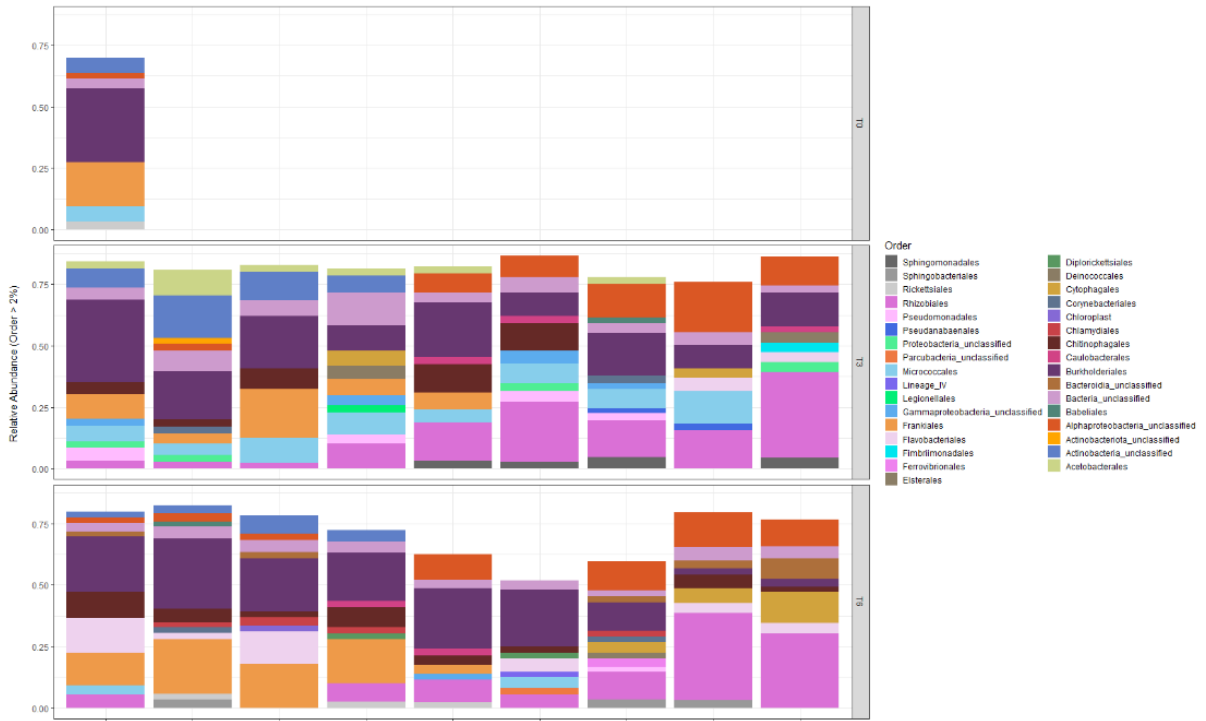 0.75
0.50
0.25
0.00
T0
0.75
0.50
0.25
0.00
T3
0.75
0.50
0.25
0.00
T6
Relative Abundance (Order > 2%)
Order
Sphingomonadales
Sphingobacteriales
Rickettsiales
Rhizobiales
Pseudomonadales
Pseudanabaenales
Proteobacteria_unclassified
Parcubacteria_unclassified
Micrococcales
Lineage_IV
Legionellales
Gammaproteobacteria_unclassified
Frankiales
Flavobacteriales
Fimbriimonadales
Ferrovibrionales
Elsterales
Diplorickettsiales
Deinococcales
Cytophagales
Corynebacteriales
Chloroplast
Chlamydiales
Chitinophagales
Caulobacterales
Burkholderiales
Bacteroidia_unclassified
Bacteria_unclassified
Babeliales
Alphaproteobacteria_unclassified
Actinobacteriota_unclassified
Actinobacteria_unclassified
Acetobacterales